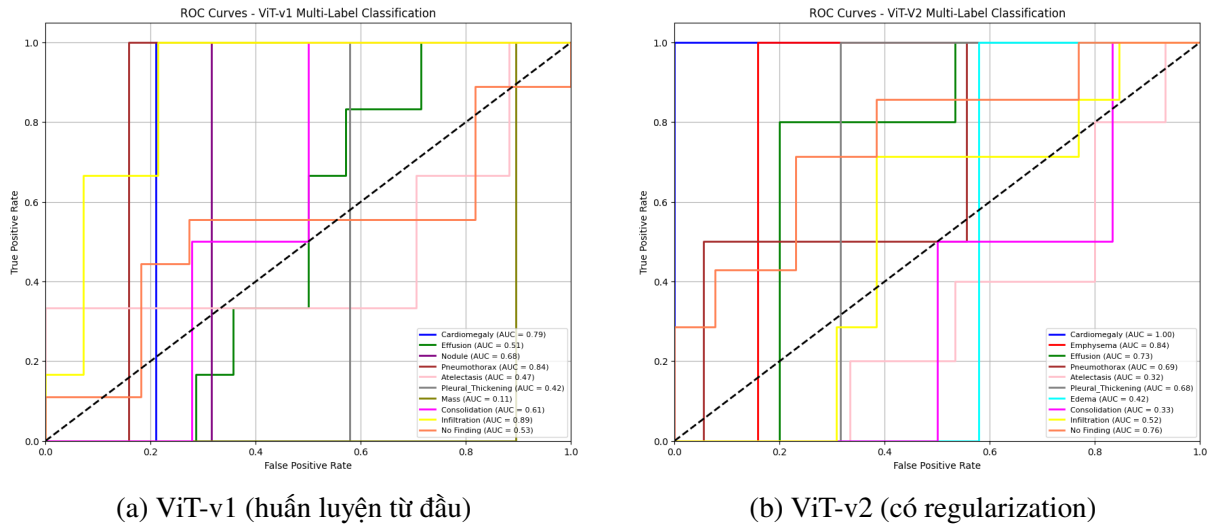 ROC Curves - ViT-v1 Multi-Label Classification
1.0
0.8
0.6
0.4
0.2
0.0
True Positive Rate
0.0 0.2 0.4 0.6 0.8 1.0
False Positive Rate
Cardiomegaly (AUC = 0.79)
Effusion (AUC = 0.51)
Nodule (AUC = 0.68)
Pneumothorax (AUC = 0.84)
Atelectasis (AUC = 0.47)
Pleural_Thickening (AUC = 0.42)
Mass (AUC = 0.11)
Consolidation (AUC = 0.61)
Infiltration (AUC = 0.89)
No Finding (AUC = 0.53)
(a) ViT-v1 (huấn luyện từ đầu)
ROC Curves - ViT-V2 Multi-Label Classification
1.0
0.8
0.6
0.4
0.2
0.0
True Positive Rate
0.0 0.2 0.4 0.6 0.8 1.0
False Positive Rate
Cardiomegaly (AUC = 1.00)
Emphysema (AUC = 0.84)
Effusion (AUC = 0.73)
Pneumothorax (AUC = 0.69)
Atelectasis (AUC = 0.32)
Pleural_Thickening (AUC = 0.68)
Edema (AUC = 0.42)
Consolidation (AUC = 0.33)
Infiltration (AUC = 0.52)
No Finding (AUC = 0.76)
(b) ViT-v2 (có regularization)